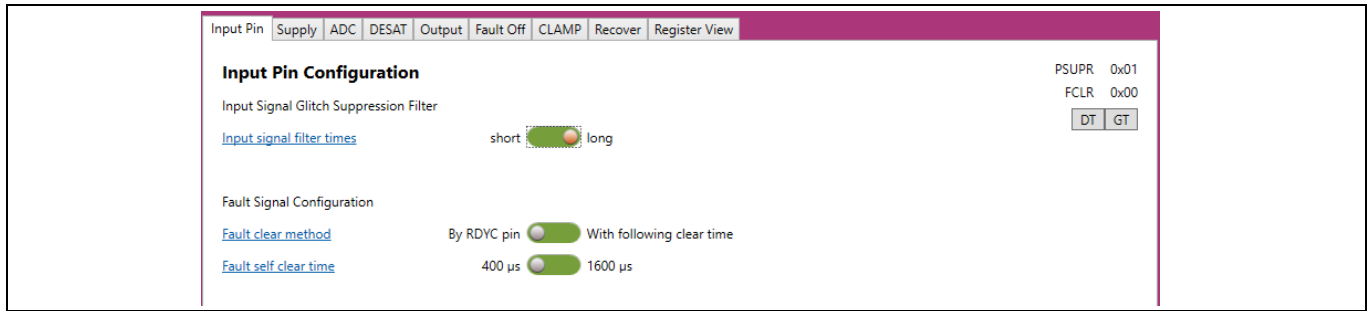 Input Pin Supply ADC DESAT Output Fault Off CLAMP Recover Register View
Input Pin Configuration
PSUPR 0x01
FCLR 0x00
Input Signal Glitch Suppression Filter
DT GT
Input signal filter times short long
Fault Signal Configuration
Fault clear method By RDYC pin With following clear time
Fault self clear time 400 µs 1600 µs